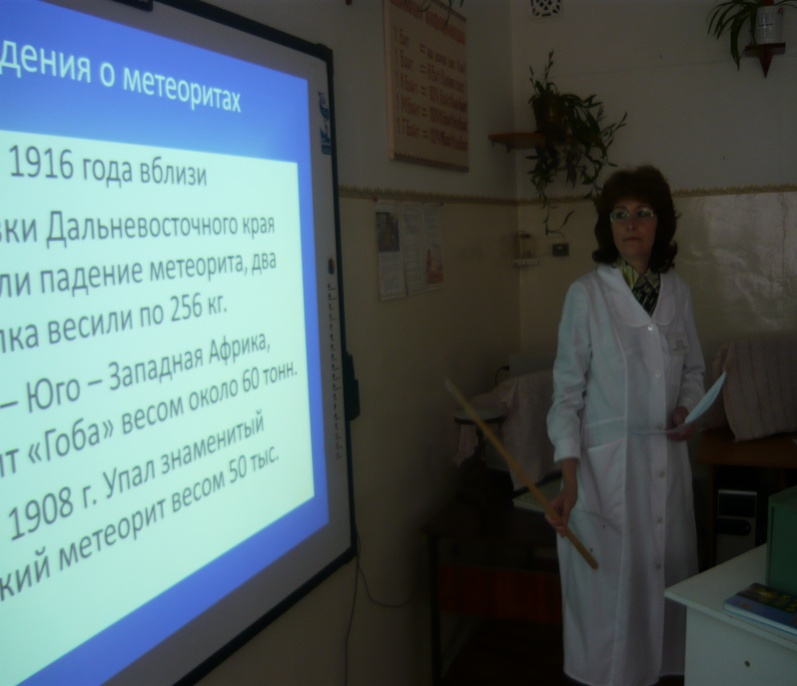 дения о метеоритах
1916 года вблизи
вки Дальневосточного края
ли падение метеорита, два
лка весили по 256 кг.
– Юго – Западная Африка,
ит «Гоба» весом около 60 тонн.
1908 г. Упал знаменитый
кий метеорит весом 50 тыс.